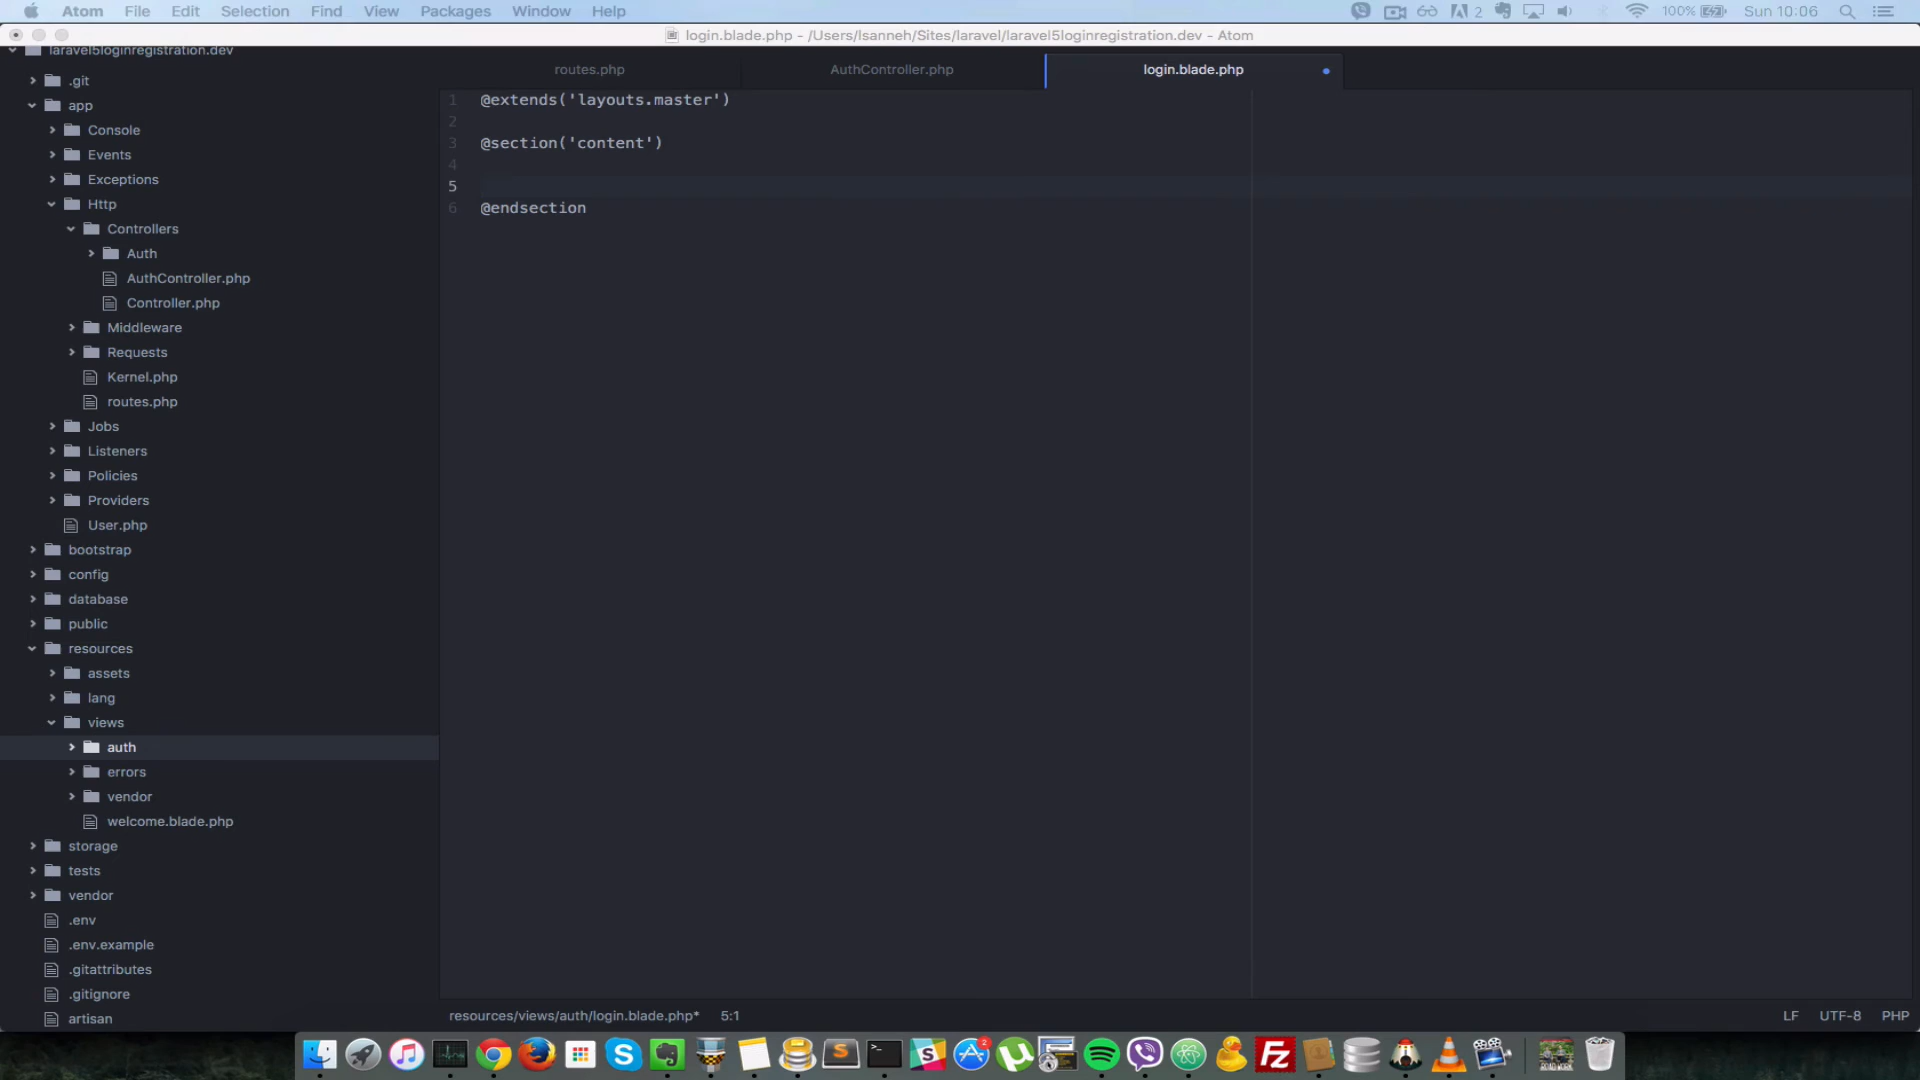 Atom File Edit Selection Find View Packages Window Help 2 100% Sun 10:06
login.blade.php - /Users/lsanneh/Sites/laravel/laravel5loginregistration.dev - Atom
laravel5loginregistration.dev
.git
app
Console
Events
Exceptions
Http
Controllers
Auth
AuthController.php
Controller.php
Middleware
Requests
Kernel.php
routes.php
Jobs
Listeners
Policies
Providers
User.php
bootstrap
config
database
public
resources
assets
lang
views
auth
errors
vendor
welcome.blade.php
storage
tests
vendor
.env
.env.example
.gitattributes
.gitignore
artisan
routes.php AuthController.php login.blade.php
1 @extends('layouts.master')
2
3 @section('content')
4
5
6 @endsection
resources/views/auth/login.blade.php* 5:1 LF UTF-8 PHP
2